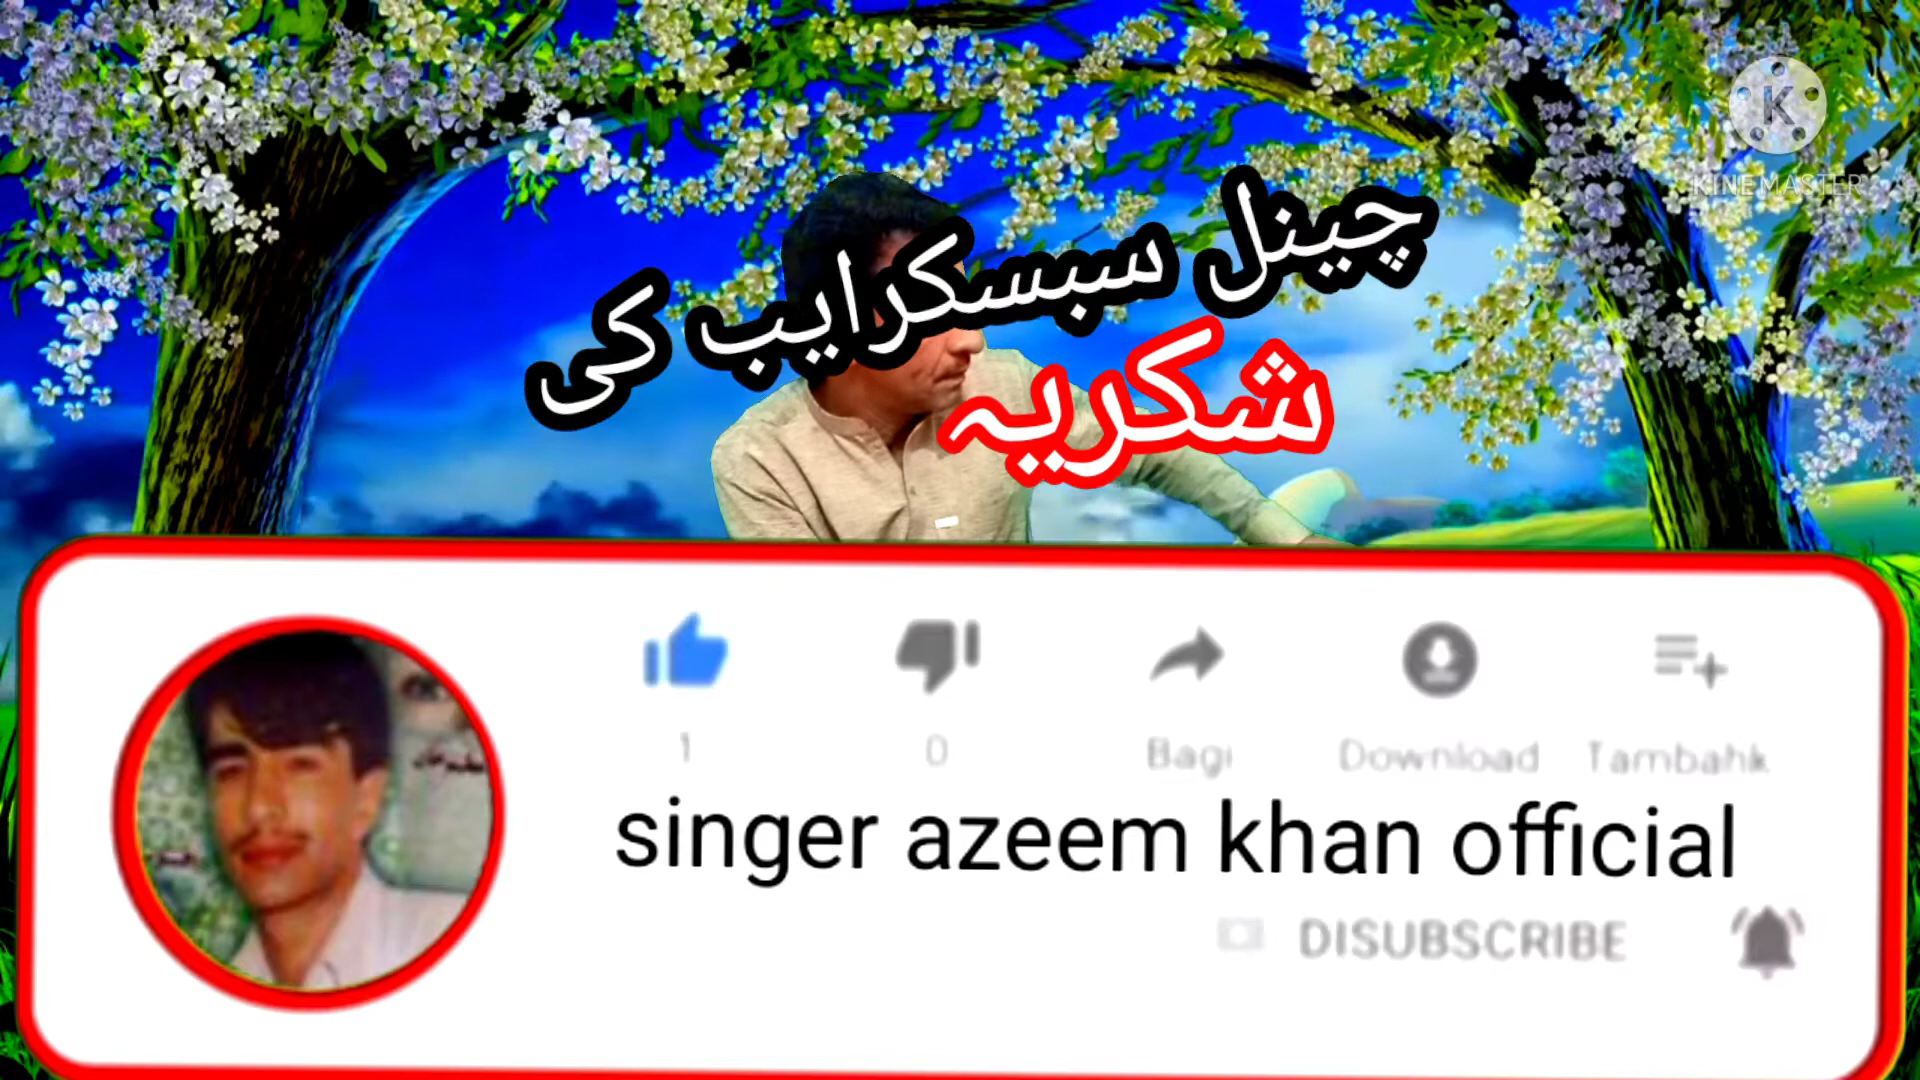 KINEMASTER
چینل سبسکرایب کی
شکریہ
1 0 Bagi Download Tambahk
singer azeem khan official
DISUBSCRIBE